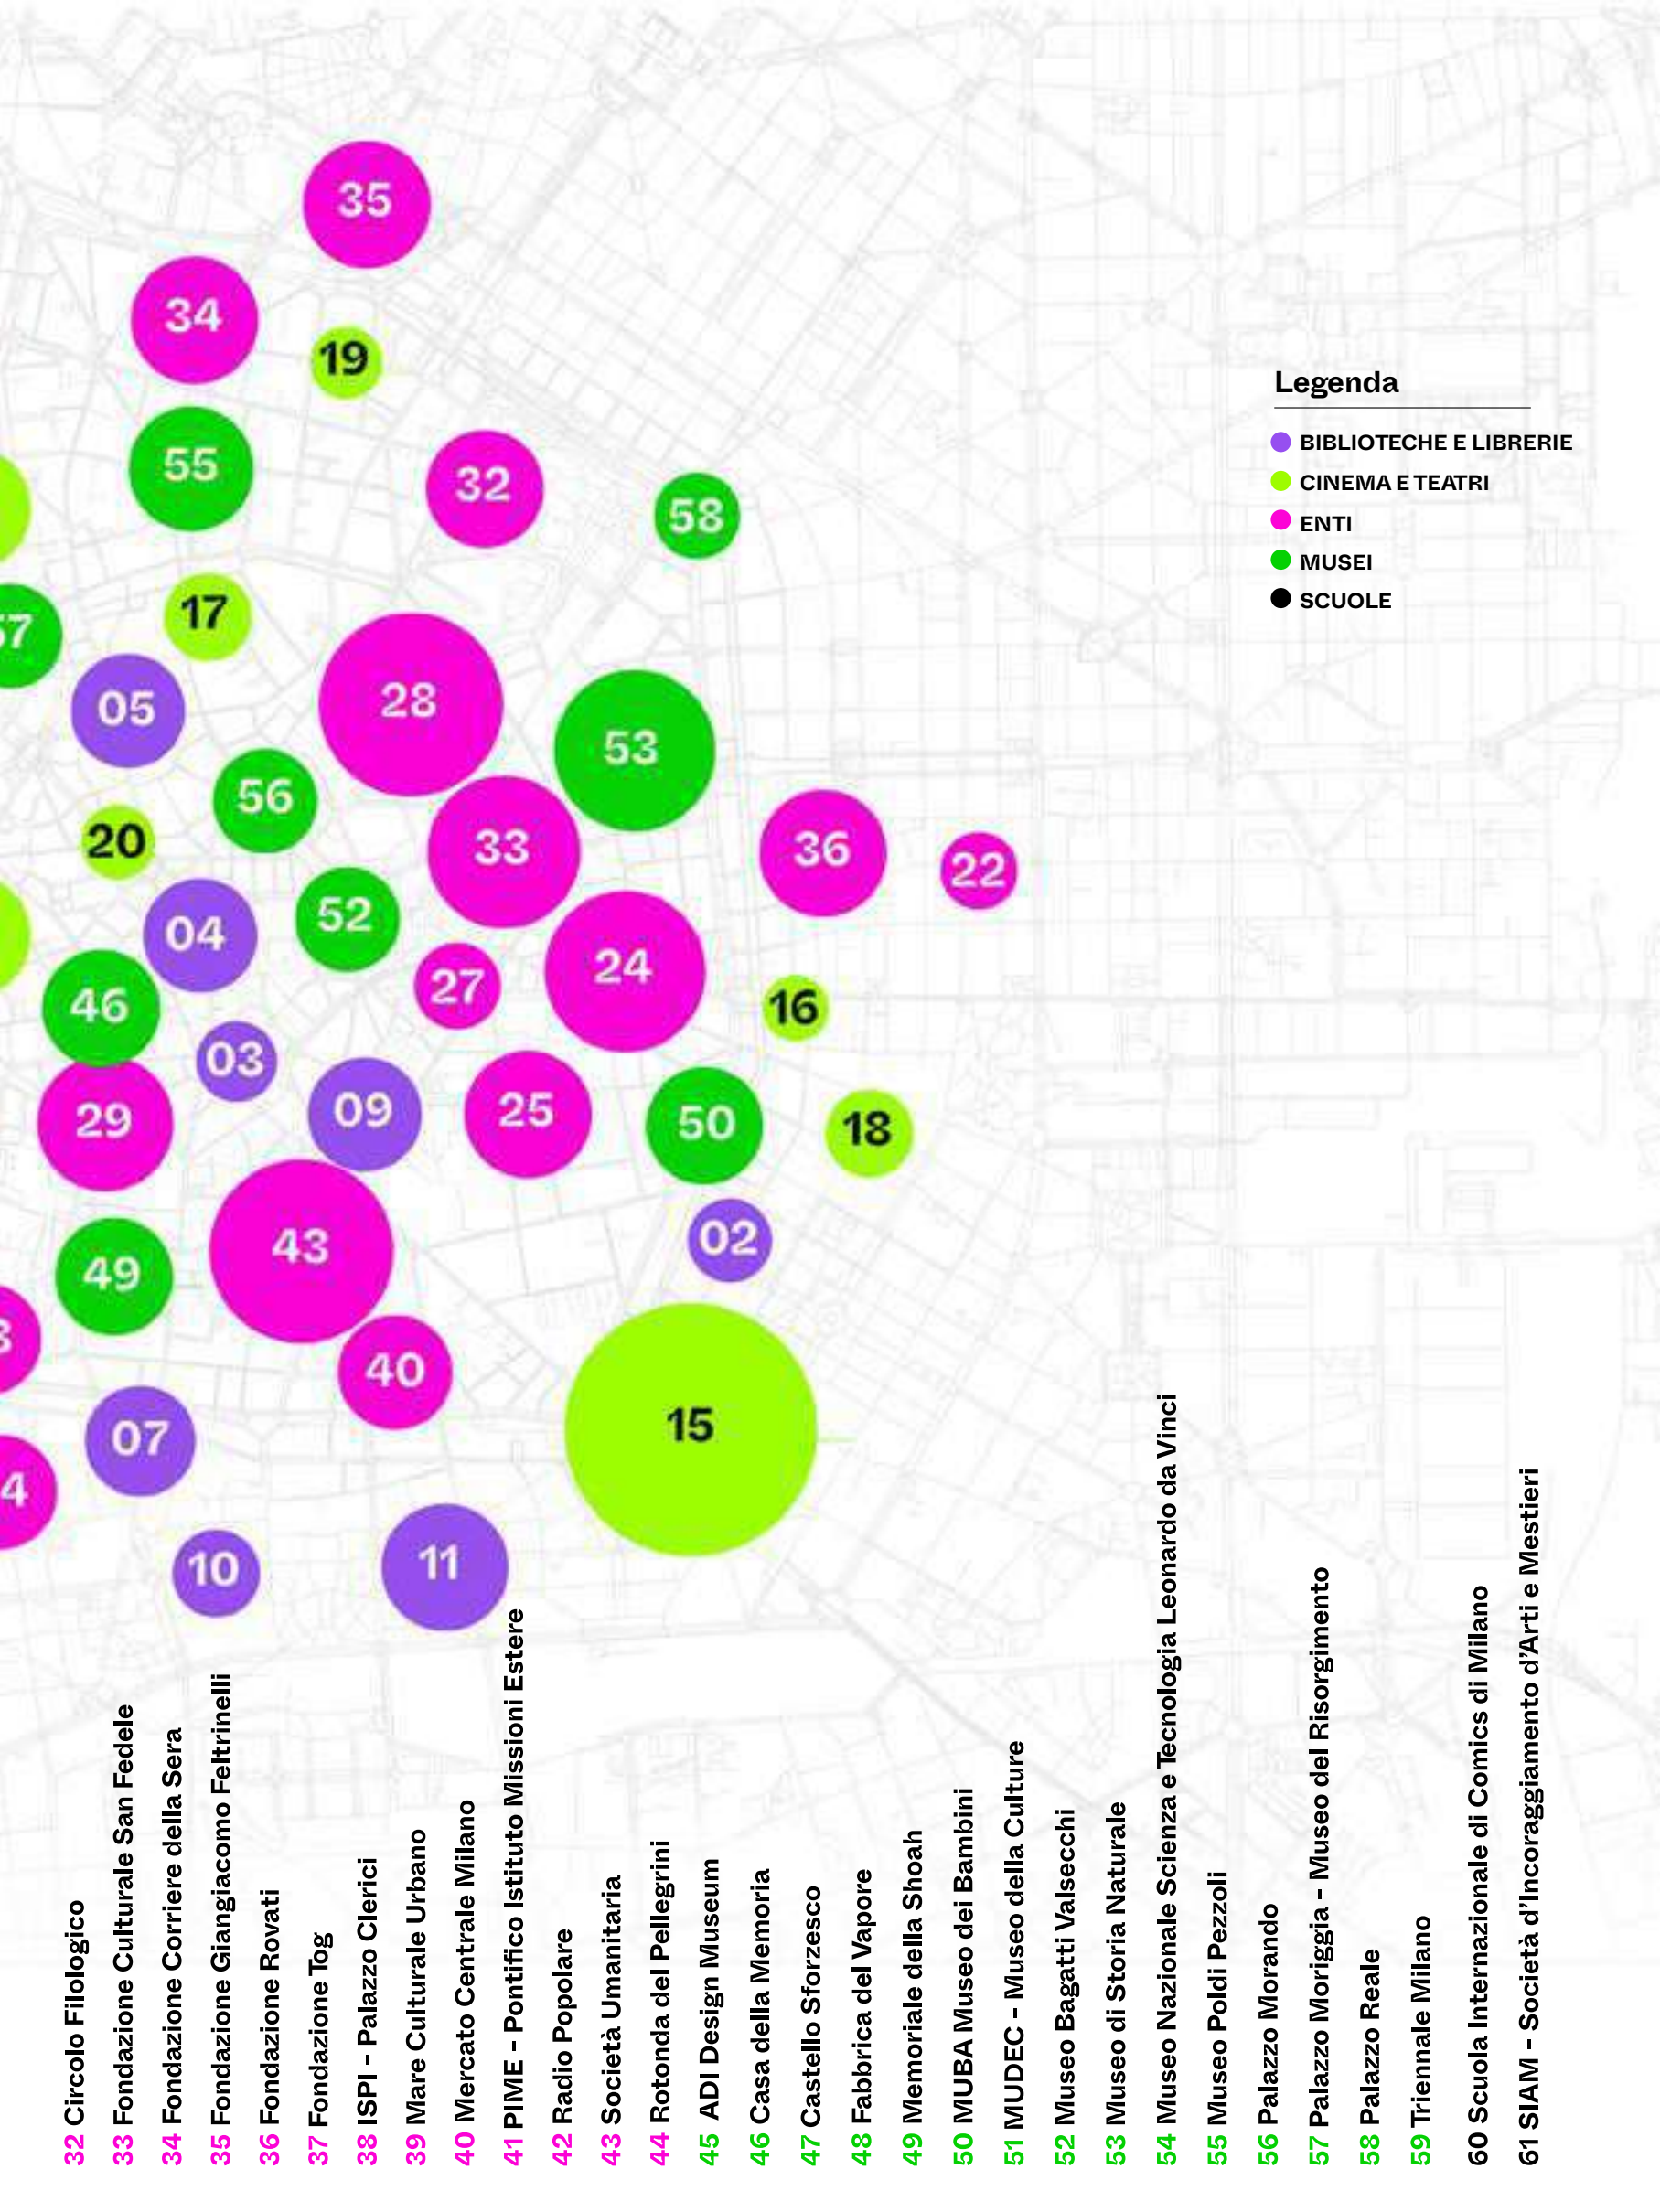 35
34
19
55
32
58
Legenda
BIBLIOTECHE E LIBRERIE
CINEMA E TEATRI
ENTI
MUSEI
SCUOLE
57
17
05
28
53
56
33
36
22
20
04
52
27
24
46
16
03
29
09
25
50
18
43
02
49
3
40
15
07
4
10
11
32 Circolo Filologico
33 Fondazione Culturale San Fedele
34 Fondazione Corriere della Sera
35 Fondazione Giangiacomo Feltrinelli
36 Fondazione Rovati
37 Fondazione Tog
38 ISPI – Palazzo Clerici
39 Mare Culturale Urbano
40 Mercato Centrale Milano
41 PIME – Pontifico Istituto Missioni Estere
42 Radio Popolare
43 Società Umanitaria
44 Rotonda del Pellegrini
45 ADI Design Museum
46 Casa della Memoria
47 Castello Sforzesco
48 Fabbrica del Vapore
49 Memoriale della Shoah
50 MUBA Museo dei Bambini
51 MUDEC – Museo della Culture
52 Museo Bagatti Valsecchi
53 Museo di Storia Naturale
54 Museo Nazionale Scienza e Tecnologia Leonardo da Vinci
55 Museo Poldi Pezzoli
56 Palazzo Morando
57 Palazzo Moriggia – Museo del Risorgimento
58 Palazzo Reale
59 Triennale Milano
60 Scuola Internazionale di Comics di Milano
61 SIAM – Società d'Incoraggiamento d'Arti e Mestieri